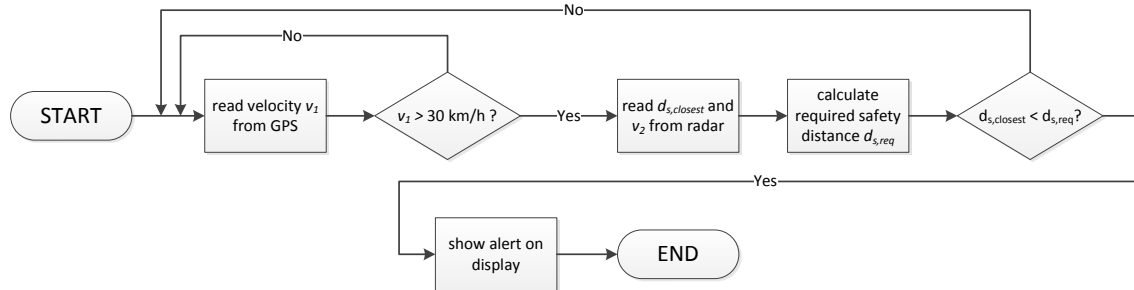 No
No
START
read velocity v₁
from GPS
v₁ > 30 km/h ?
Yes
read dₛ,closest and
v₂ from radar
calculate
required safety
distance dₛ,req
ds,closest < ds,req?
Yes
show alert on
display
END